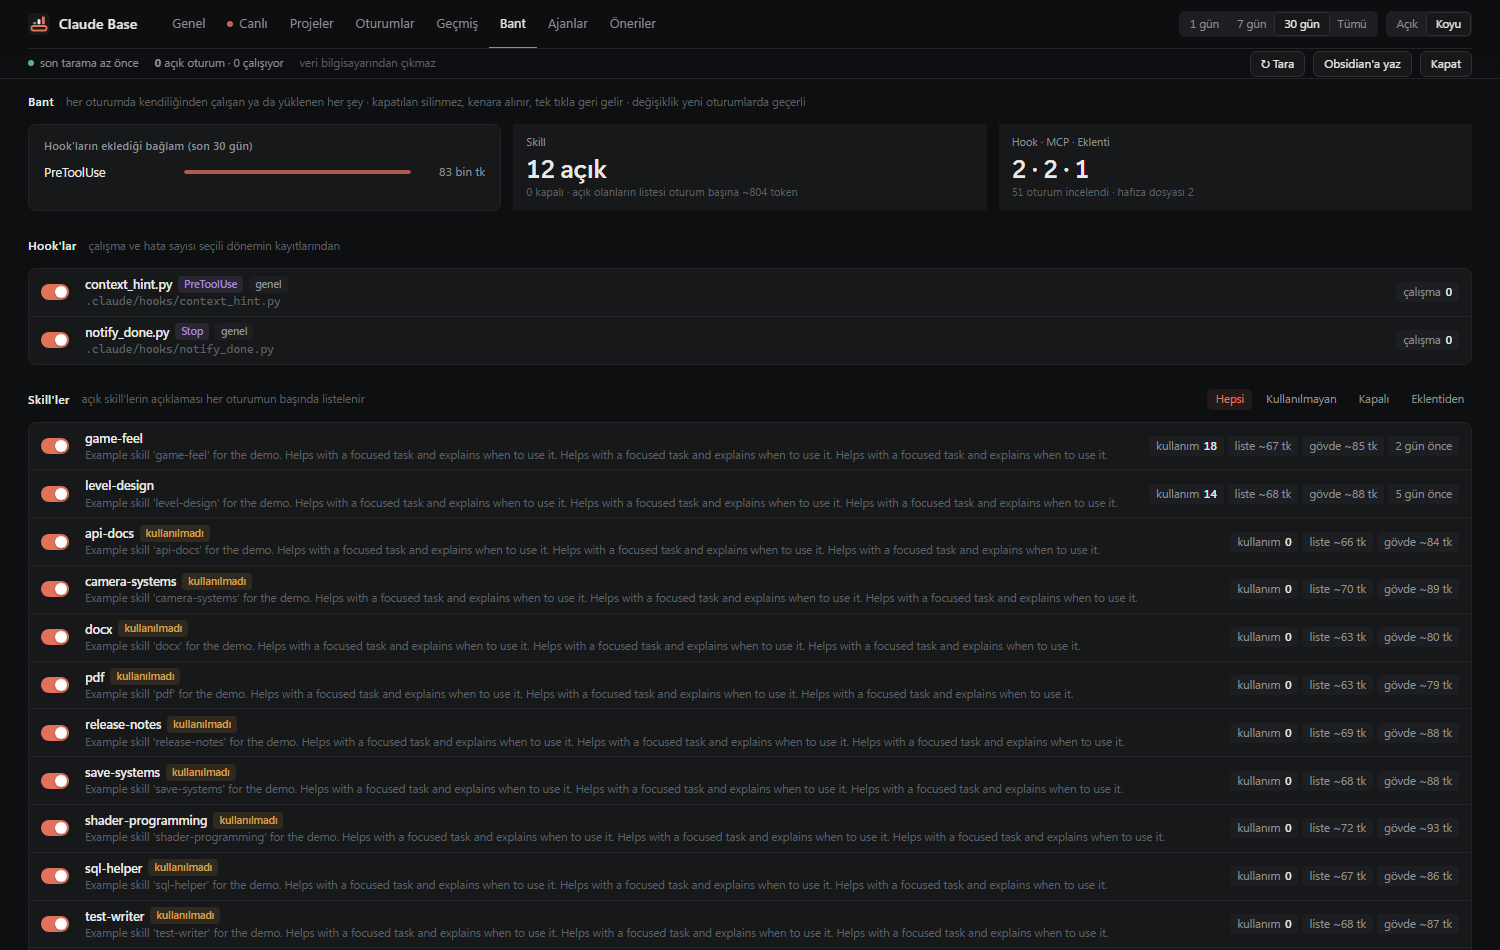 Claude Base Genel Canlı Projeler Oturumlar Geçmiş Bant Ajanlar Öneriler 1 gün 7 gün 30 gün Tümü Açık Koyu
son tarama az önce 0 açık oturum · 0 çalışıyor veri bilgisayarından çıkmaz ↻ Tara Obsidian'a yaz Kapat
Bant her oturumda kendiliğinden çalışan ya da yüklenen her şey · kapatılan silinmez, kenara alınır, tek tıkla geri gelir · değişiklik yeni oturumlarda geçerli
Hook'ların eklediği bağlam (son 30 gün)
PreToolUse 83 bin tk
Skill
12 açık
0 kapalı · açık olanların listesi oturum başına ~804 token
Hook · MCP · Eklenti
2 · 2 · 1
51 oturum incelendi · hafıza dosyası 2
Hook'lar çalışma ve hata sayısı seçili dönemin kayıtlarından
context_hint.py PreToolUse genel
.claude/hooks/context_hint.py
çalışma 0
notify_done.py Stop genel
.claude/hooks/notify_done.py
çalışma 0
Skill'ler açık skill'lerin açıklaması her oturumun başında listelenir Hepsi Kullanılmayan Kapalı Eklentiden
game-feel
Example skill 'game-feel' for the demo. Helps with a focused task and explains when to use it. Helps with a focused task and explains when to use it. Helps with a focused task and explains when to use it.
kullanım 18 liste ~67 tk gövde ~85 tk 2 gün önce
level-design
Example skill 'level-design' for the demo. Helps with a focused task and explains when to use it. Helps with a focused task and explains when to use it. Helps with a focused task and explains when to use it.
kullanım 14 liste ~68 tk gövde ~88 tk 5 gün önce
api-docs kullanılmadı
Example skill 'api-docs' for the demo. Helps with a focused task and explains when to use it. Helps with a focused task and explains when to use it. Helps with a focused task and explains when to use it.
kullanım 0 liste ~66 tk gövde ~84 tk
camera-systems kullanılmadı
Example skill 'camera-systems' for the demo. Helps with a focused task and explains when to use it. Helps with a focused task and explains when to use it. Helps with a focused task and explains when to use it.
kullanım 0 liste ~70 tk gövde ~89 tk
docx kullanılmadı
Example skill 'docx' for the demo. Helps with a focused task and explains when to use it. Helps with a focused task and explains when to use it. Helps with a focused task and explains when to use it.
kullanım 0 liste ~63 tk gövde ~80 tk
pdf kullanılmadı
Example skill 'pdf' for the demo. Helps with a focused task and explains when to use it. Helps with a focused task and explains when to use it. Helps with a focused task and explains when to use it.
kullanım 0 liste ~63 tk gövde ~79 tk
release-notes kullanılmadı
Example skill 'release-notes' for the demo. Helps with a focused task and explains when to use it. Helps with a focused task and explains when to use it. Helps with a focused task and explains when to use it.
kullanım 0 liste ~69 tk gövde ~88 tk
save-systems kullanılmadı
Example skill 'save-systems' for the demo. Helps with a focused task and explains when to use it. Helps with a focused task and explains when to use it. Helps with a focused task and explains when to use it.
kullanım 0 liste ~68 tk gövde ~88 tk
shader-programming kullanılmadı
Example skill 'shader-programming' for the demo. Helps with a focused task and explains when to use it. Helps with a focused task and explains when to use it. Helps with a focused task and explains when to use it.
kullanım 0 liste ~72 tk gövde ~93 tk
sql-helper kullanılmadı
Example skill 'sql-helper' for the demo. Helps with a focused task and explains when to use it. Helps with a focused task and explains when to use it. Helps with a focused task and explains when to use it.
kullanım 0 liste ~67 tk gövde ~86 tk
test-writer kullanılmadı
Example skill 'test-writer' for the demo. Helps with a focused task and explains when to use it. Helps with a focused task and explains when to use it. Helps with a focused task and explains when to use it.
kullanım 0 liste ~68 tk gövde ~87 tk